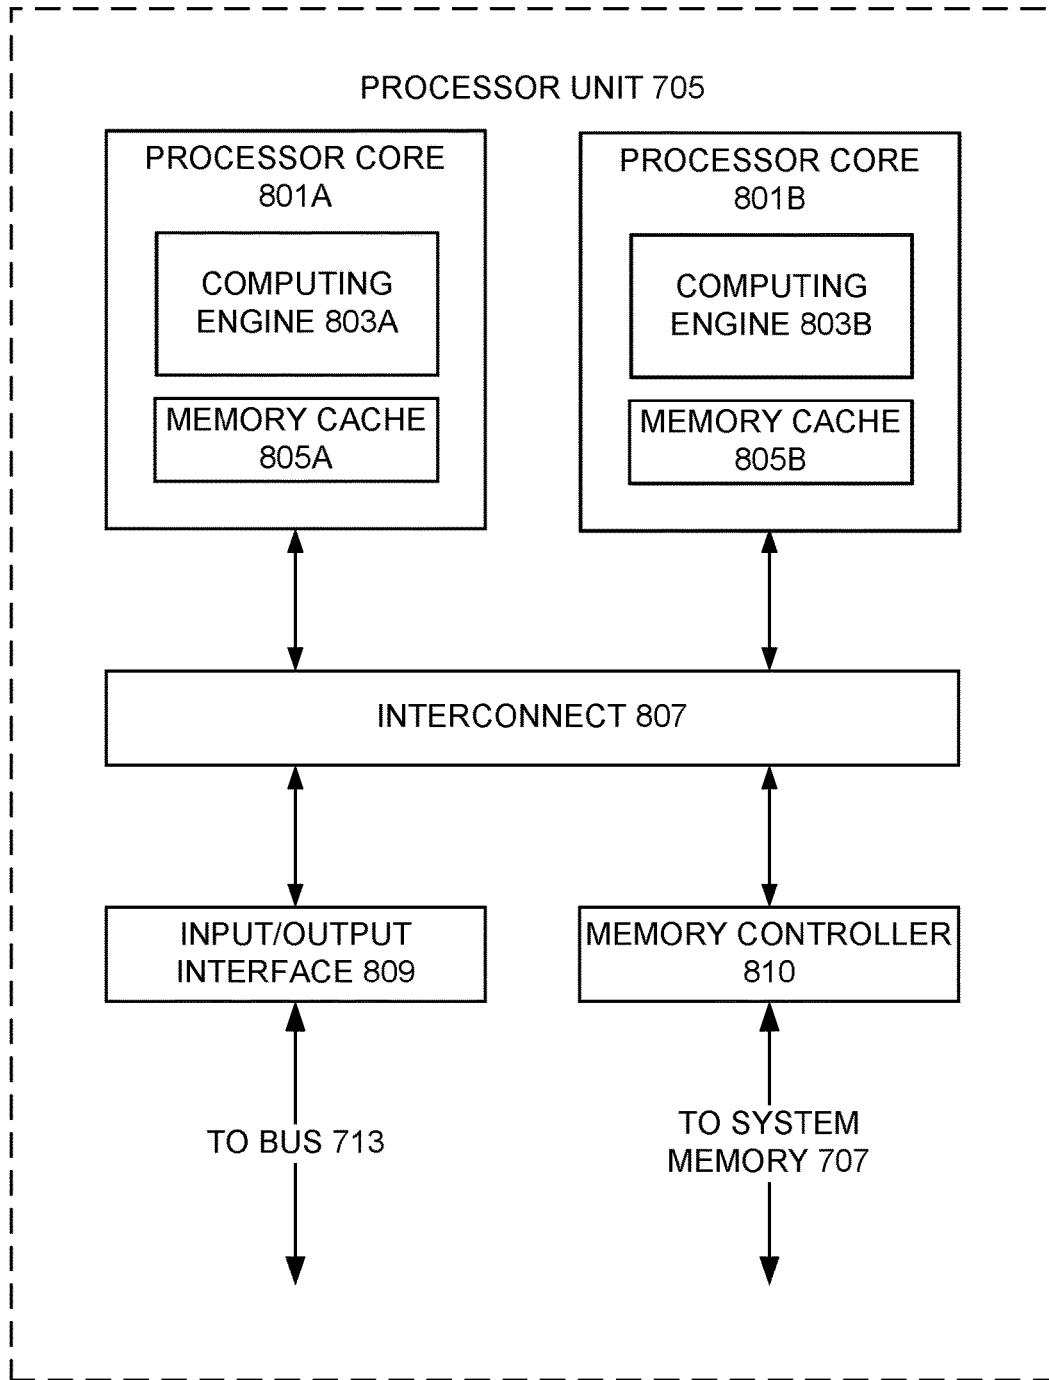 PROCESSOR UNIT 705
PROCESSOR CORE
801A
COMPUTING
ENGINE 803A
MEMORY CACHE
805A
PROCESSOR CORE
801B
COMPUTING
ENGINE 803B
MEMORY CACHE
805B
INTERCONNECT 807
INPUT/OUTPUT
INTERFACE 809
MEMORY CONTROLLER
810
TO BUS 713
TO SYSTEM
MEMORY 707